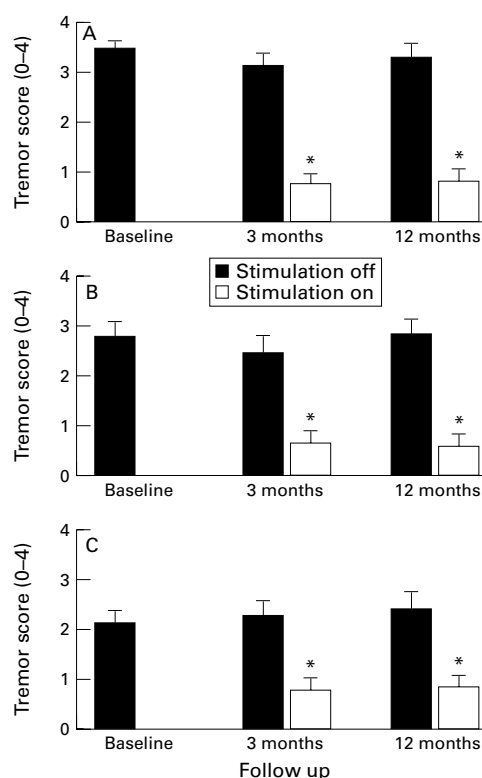 A
Tremor score (0–4)
4
3
2
1
0
*
*
Baseline
3 months
12 months
Stimulation off
Stimulation on
B
Tremor score (0–4)
4
3
2
1
0
*
*
Baseline
3 months
12 months
C
Tremor score (0–4)
4
3
2
1
0
*
*
Baseline
3 months
12 months
Follow up